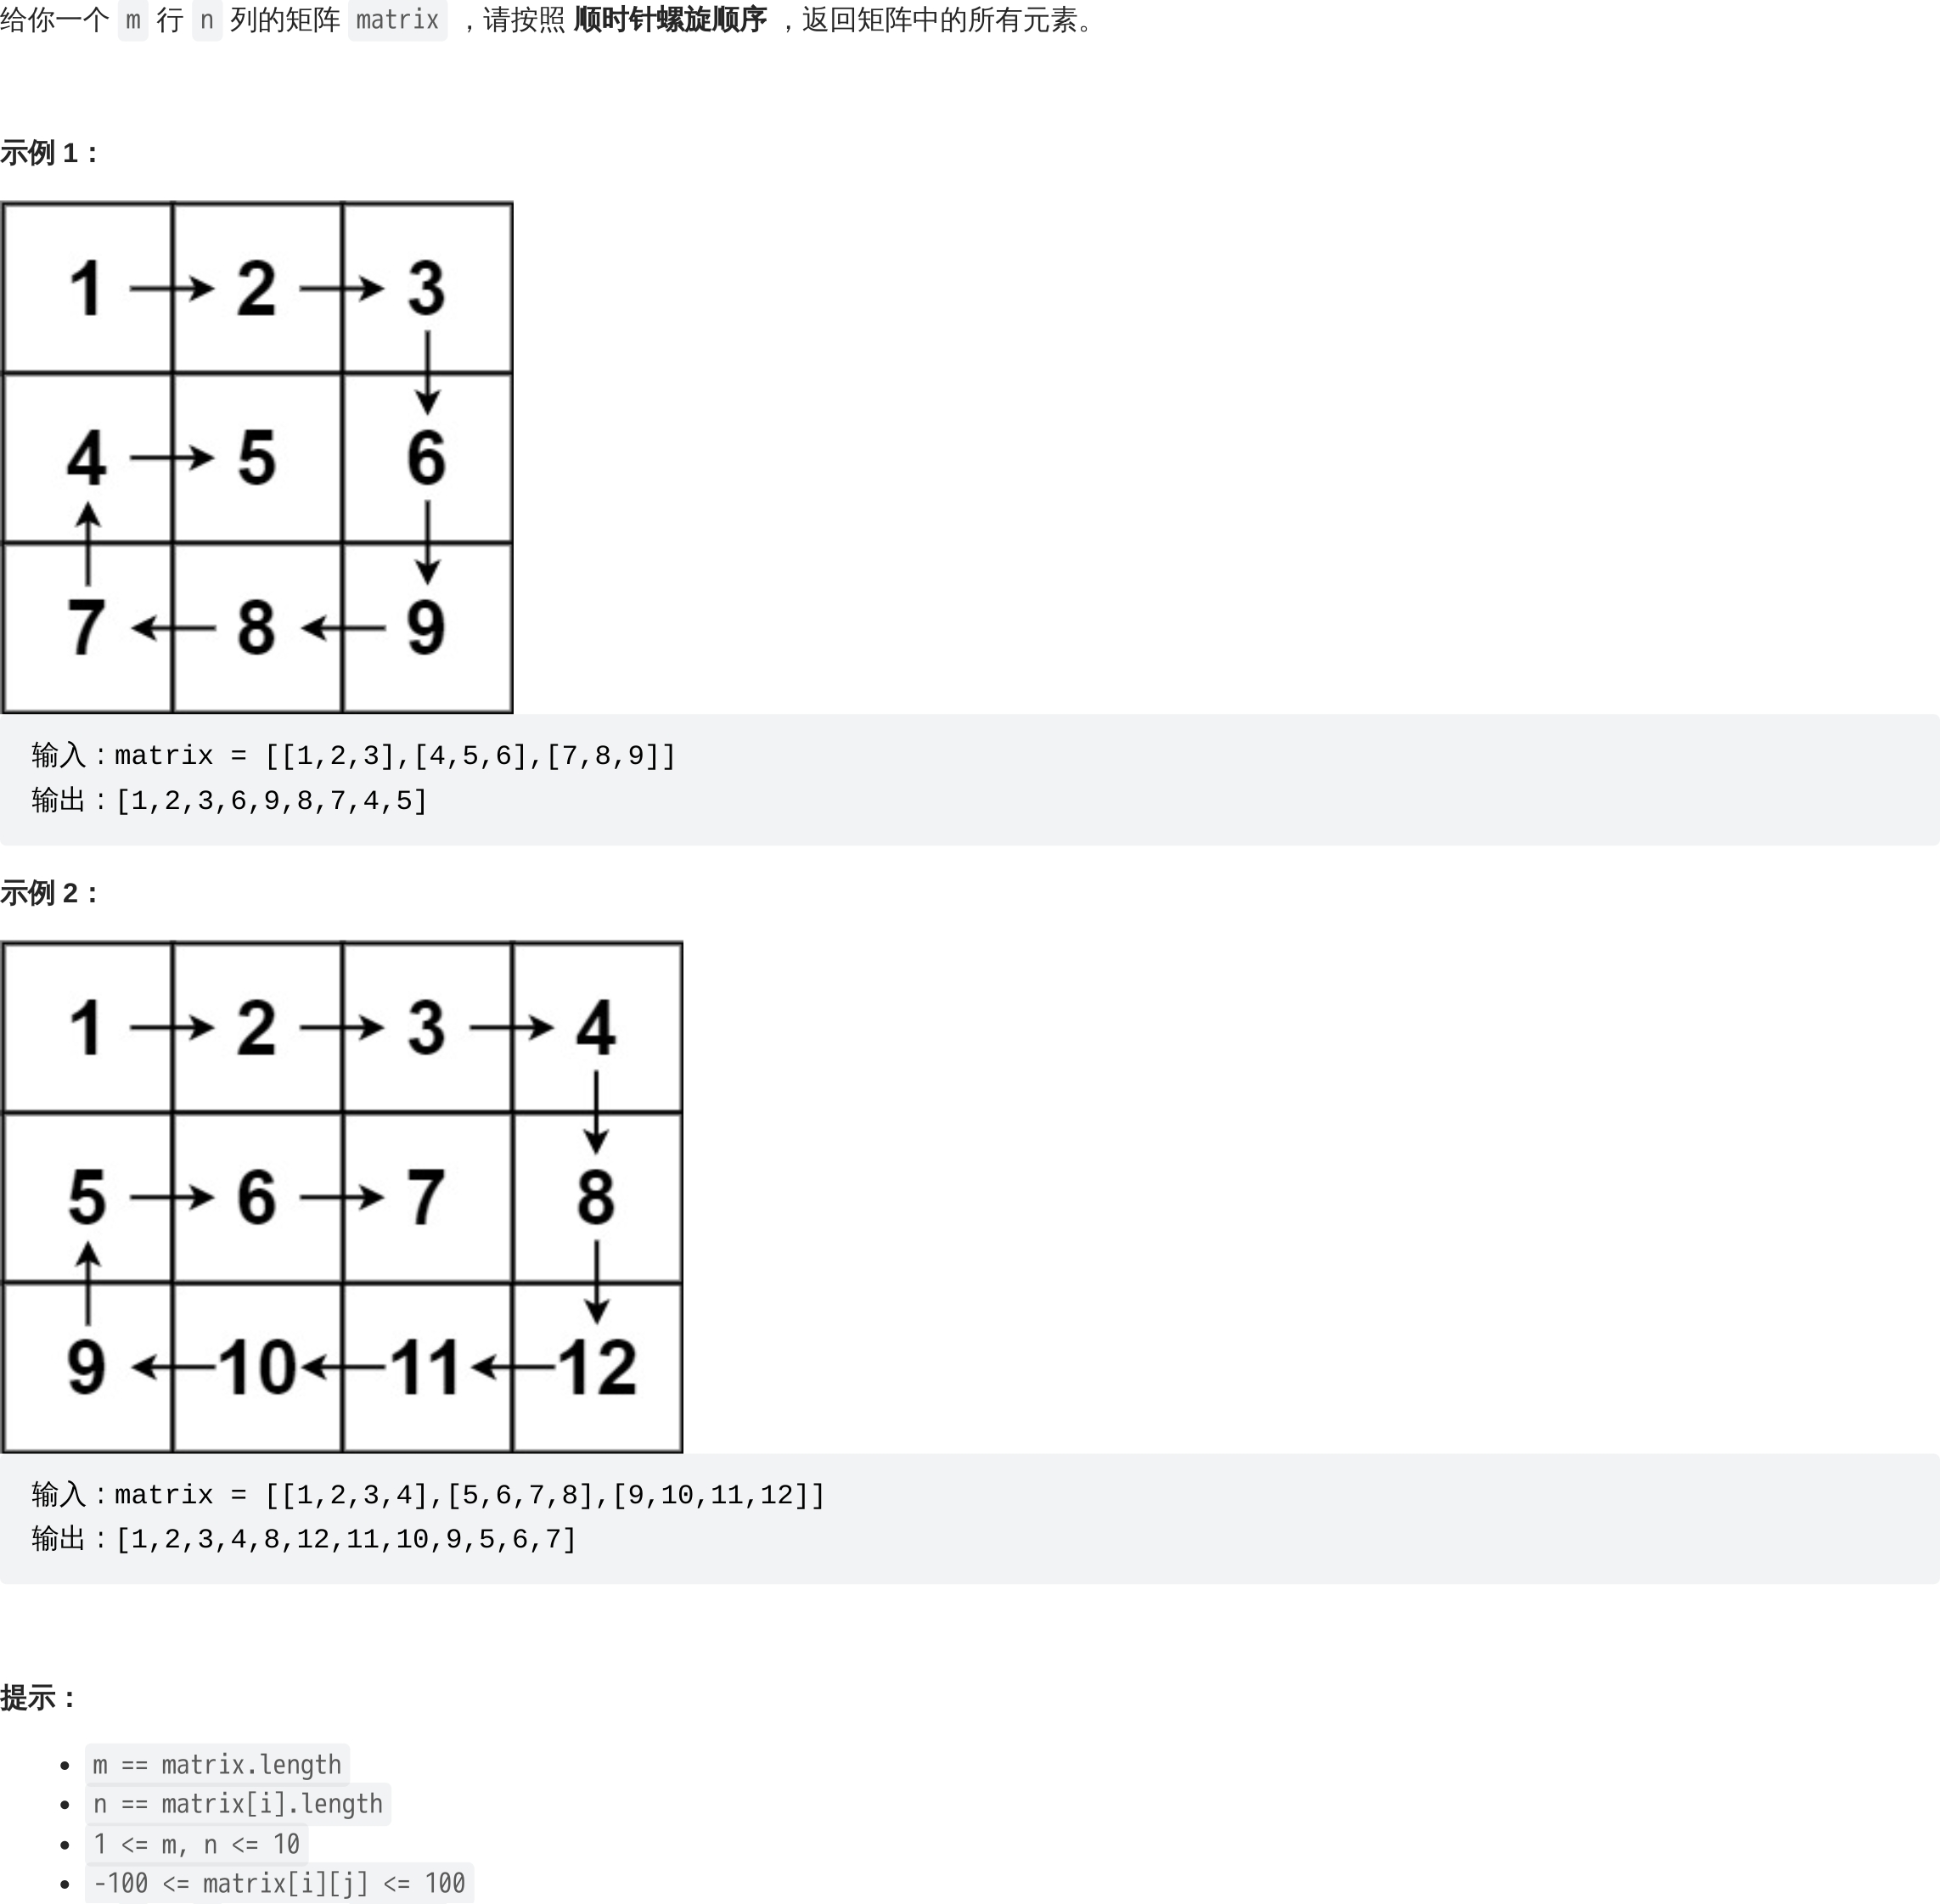 给你一个 m 行 n 列的矩阵 matrix ，请按照 顺时针螺旋顺序 ，返回矩阵中的所有元素。
示例 1：
1 2 3
4 5 6
7 8 9
输入：matrix = [[1,2,3],[4,5,6],[7,8,9]]
输出：[1,2,3,6,9,8,7,4,5]
示例 2：
1 2 3 4
5 6 7 8
9 10 11 12
输入：matrix = [[1,2,3,4],[5,6,7,8],[9,10,11,12]]
输出：[1,2,3,4,8,12,11,10,9,5,6,7]
提示：
m == matrix.length
n == matrix[i].length
1 <= m, n <= 10
-100 <= matrix[i][j] <= 100